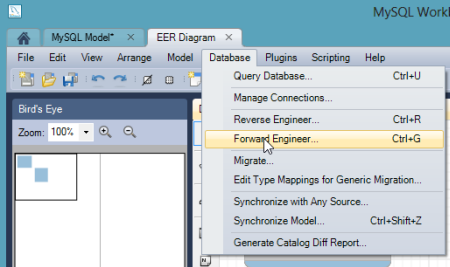 MySQL Work
MySQL Model* × EER Diagram ×
File Edit View Arrange Model Database Plugins Scripting Help
Query Database... Ctrl+U
Manage Connections...
Bird's Eye
Reverse Engineer... Ctrl+R
Zoom: 100%
Forward Engineer... Ctrl+G
Migrate...
Edit Type Mappings for Generic Migration...
Synchronize with Any Source...
Synchronize Model... Ctrl+Shift+Z
Generate Catalog Diff Report...